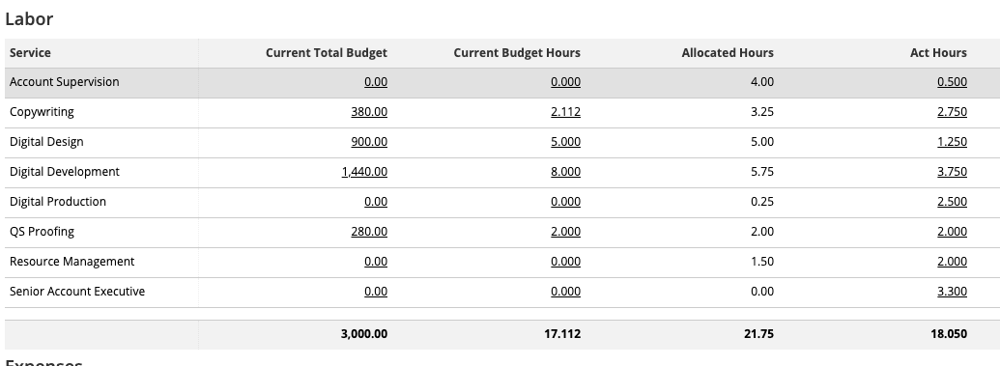 Labor
Service Current Total Budget Current Budget Hours Allocated Hours Act Hours
Account Supervision 0.00 0.000 4.00 0.500
Copywriting 380.00 2.112 3.25 2.750
Digital Design 900.00 5.000 5.00 1.250
Digital Development 1,440.00 8.000 5.75 3.750
Digital Production 0.00 0.000 0.25 2.500
QS Proofing 280.00 2.000 2.00 2.000
Resource Management 0.00 0.000 1.50 2.000
Senior Account Executive 0.00 0.000 0.00 3.300
3,000.00 17.112 21.75 18.050
Expenses